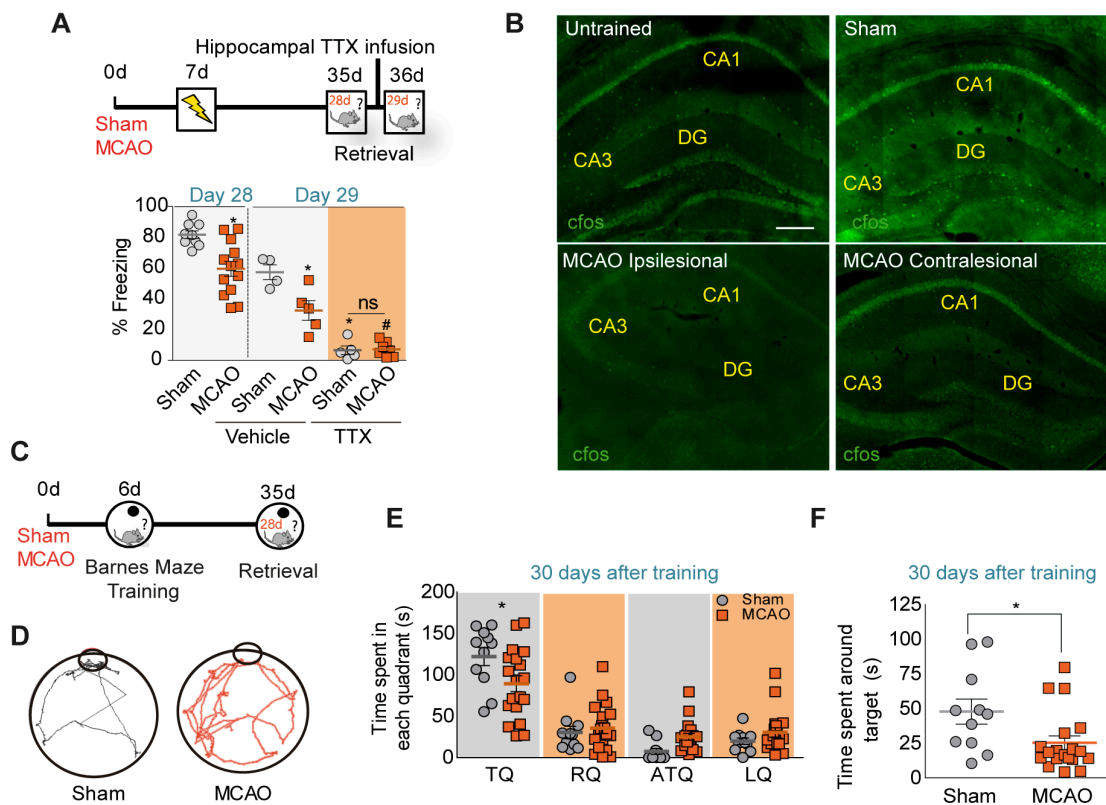 A
Hippocampal TTX infusion
0d 7d 35d 36d
28d ? 29d ?
Sham
MCAO
Retrieval
Day 28 Day 29
% Freezing
100
80
60
40
20
0
* * * ns #
Sham MCAO Sham MCAO Sham MCAO
Vehicle TTX
B
Untrained
CA1
DG
CA3
cfos
Sham
CA1
DG
CA3
cfos
MCAO Ipsilesional
CA1
CA3
DG
cfos
MCAO Contralesional
CA1
CA3
DG
cfos
C
0d 6d 35d
? 28d ?
Sham
MCAO
Barnes Maze
Training
Retrieval
D
Sham MCAO
E
30 days after training
Time spent in
each quadrant (s)
200
150
100
50
0
*
Sham
MCAO
TQ RQ ATQ LQ
F
30 days after training
Time spent around
target (s)
125
100
75
50
25
0
*
Sham MCAO